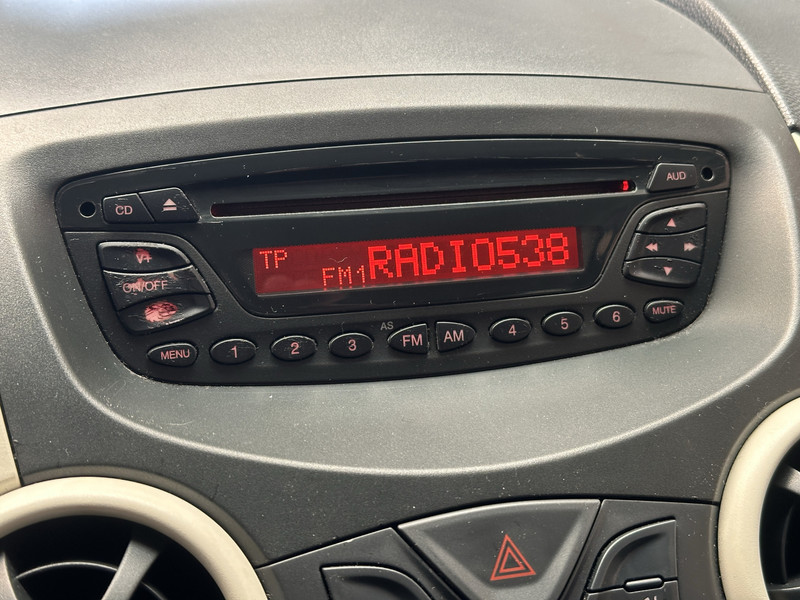 CD
AUD
V+
ON/OFF
TP
FM1 RADIO538
MENU
1
2
3
AS
FM
AM
4
5
6
MUTE